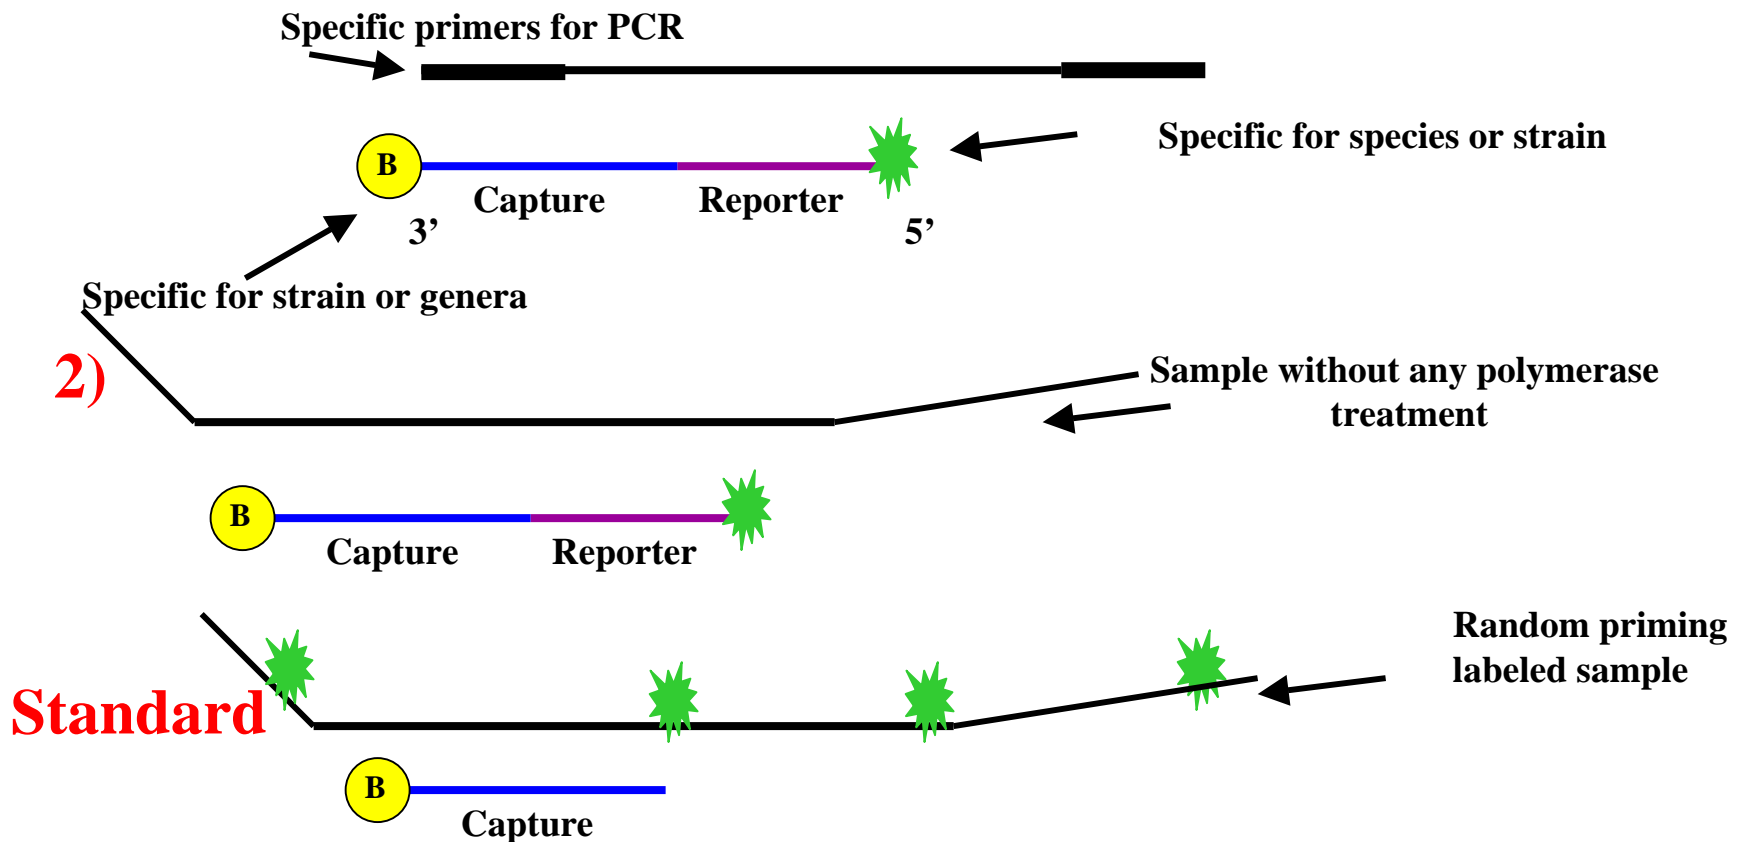 Specific primers for PCR
Specific for species or strain
B
Capture
Reporter
3’
5’
Specific for strain or genera
2)
Sample without any polymerase
treatment
B
Capture
Reporter
Random priming
labeled sample
Standard
B
Capture